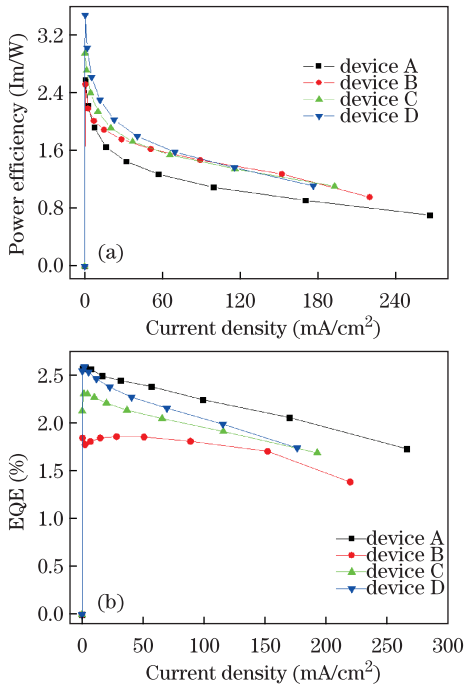 3.2
2.4
1.6
0.8
0.0
Power efficiency (lm/W)
device A
device B
device C
device D
(a)
0 60 120 180 240
Current density (mA/cm²)
2.5
2.0
1.5
1.0
0.5
0.0
EQE (%)
device A
device B
device C
device D
(b)
0 50 100 150 200 250 300
Current density (mA/cm²)